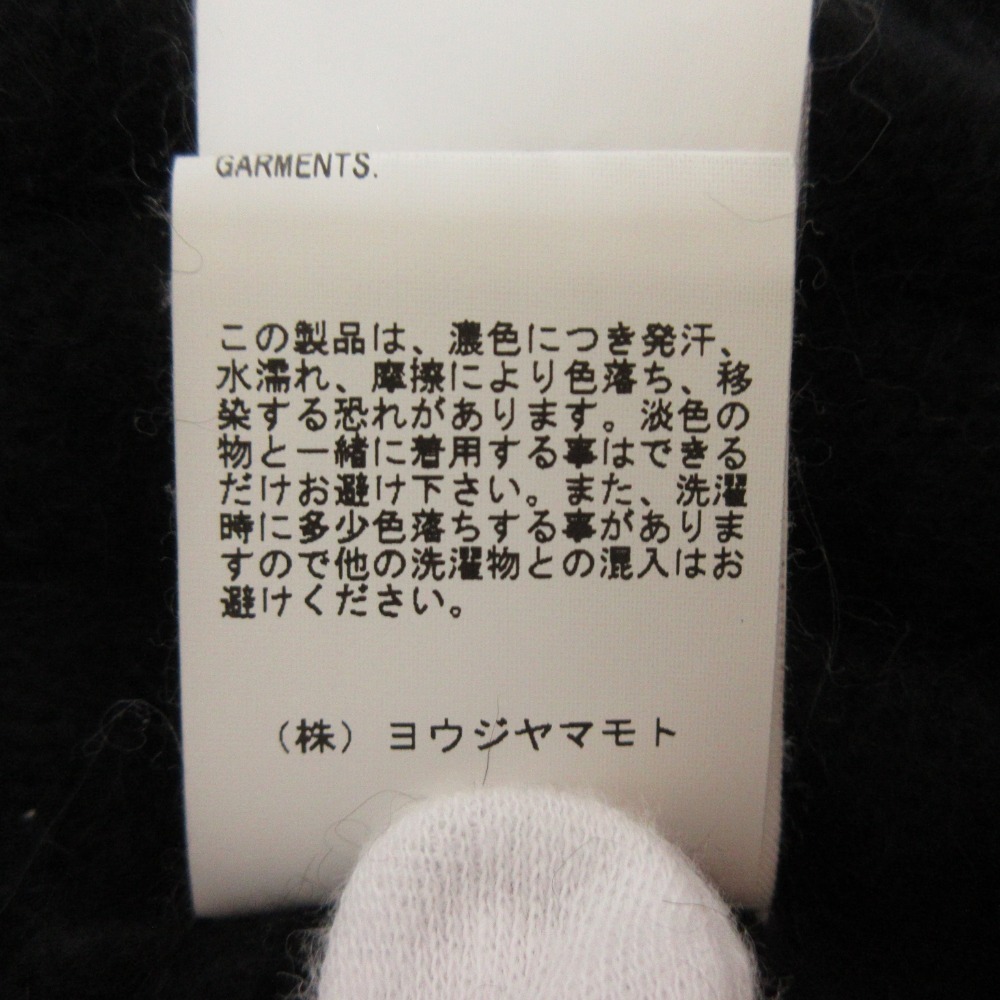 GARMENTS.
この製品は、濃色につき発汗、
水濡れ、摩擦により色落ち、移
染する恐れがあります。淡色の
物と一緒に着用する事はできる
だけお避け下さい。また、洗濯
時に多少色落ちする事がありま
すので他の洗濯物との混入はお
避けください。
（株）ヨウジヤマモト